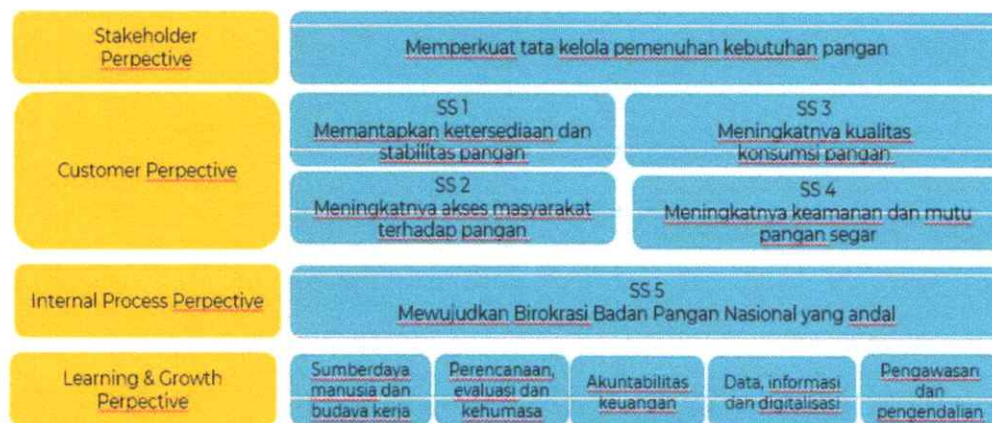 Stakeholder
Perpective
Memperkuat tata kelola pemenuhan kebutuhan pangan
Customer Perpective
SS 1
Memantapkan ketersediaan dan
stabilitas pangan
SS 3
Meningkatnya kualitas
konsumsi pangan
SS 2
Meningkatnya akses masyarakat
terhadap pangan
SS 4
Meningkatnya keamanan dan mutu
pangan segar
Internal Process Perpective
SS 5
Mewujudkan Birokrasi Badan Pangan Nasional yang andal
Learning & Growth
Perpective
Sumberdaya
manusia dan
budaya kerja
Perencanaan,
evaluasi dan
kehumasa
Akuntabilitas
keuangan
Data, informasi
dan digitalisasi
Pengawasan
dan
pengendalian